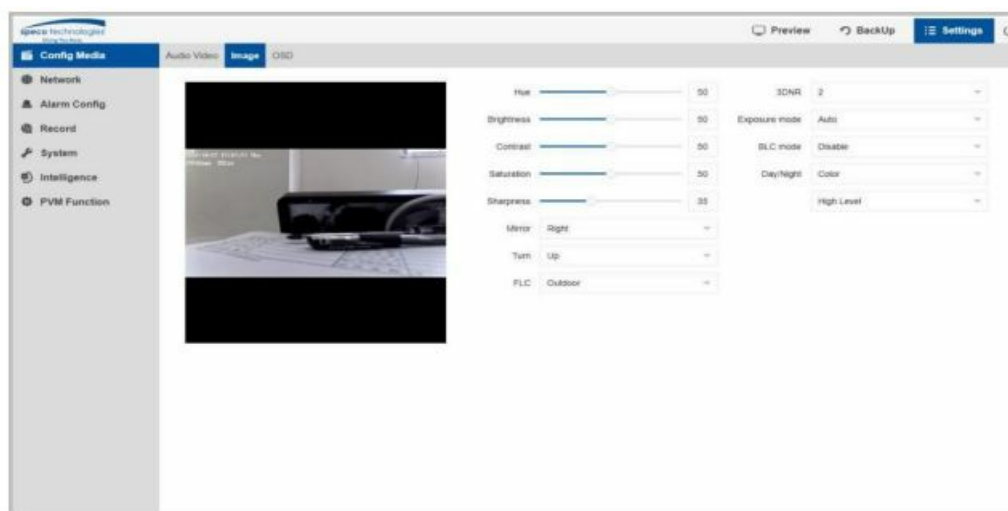 speco technologies
Preview
BackUp
Settings
Config Media
Audio Video
Image
OSD
Network
Alarm Config
Record
System
Intelligence
PVM Function
Hue 50
Brightness 50
Contrast 50
Saturation 50
Sharpness 35
Mirror Right
Turn Up
FLC Outdoor
3DNR 2
Exposure mode Auto
BLC mode Disable
Day/Night Color
High Level